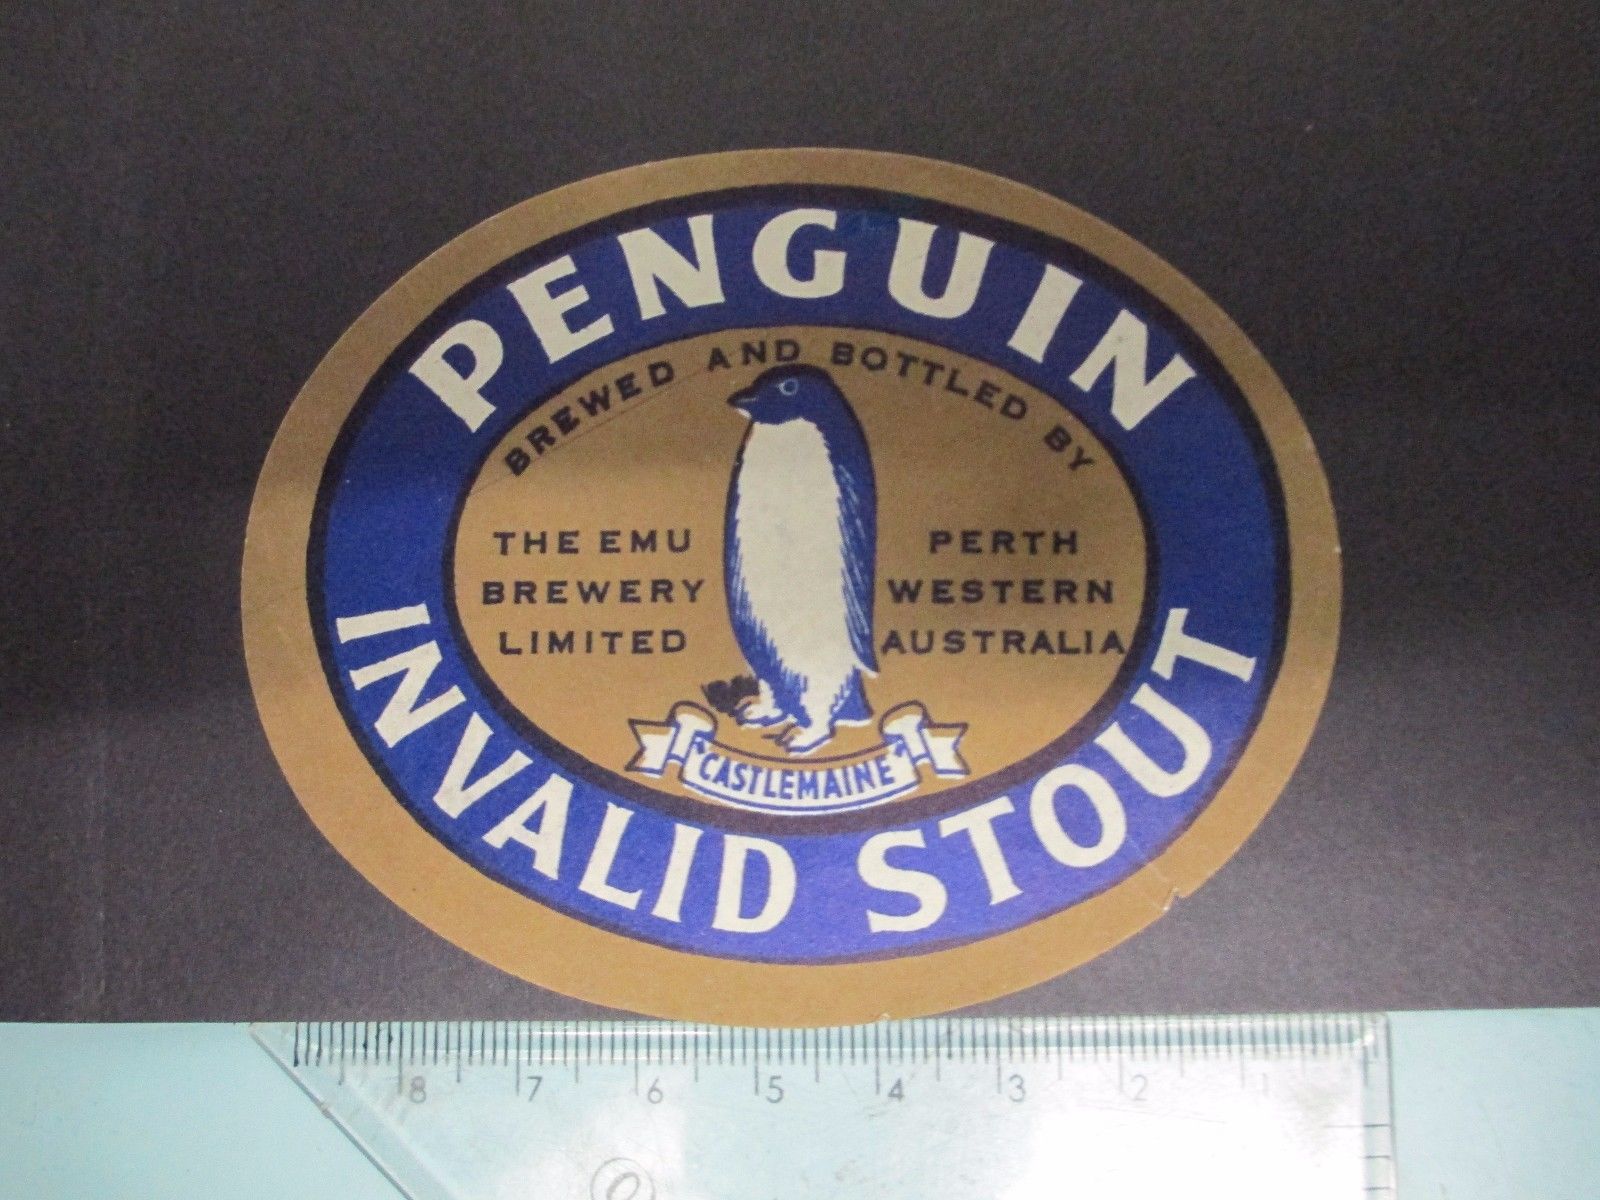 PENGUIN
BREWED AND BOTTLED BY
THE EMU
BREWERY
LIMITED
PERTH
WESTERN
AUSTRALIA
"CASTLEMAINE"
INVALID STOUT
8 7 6 5 4 3 2 1
0